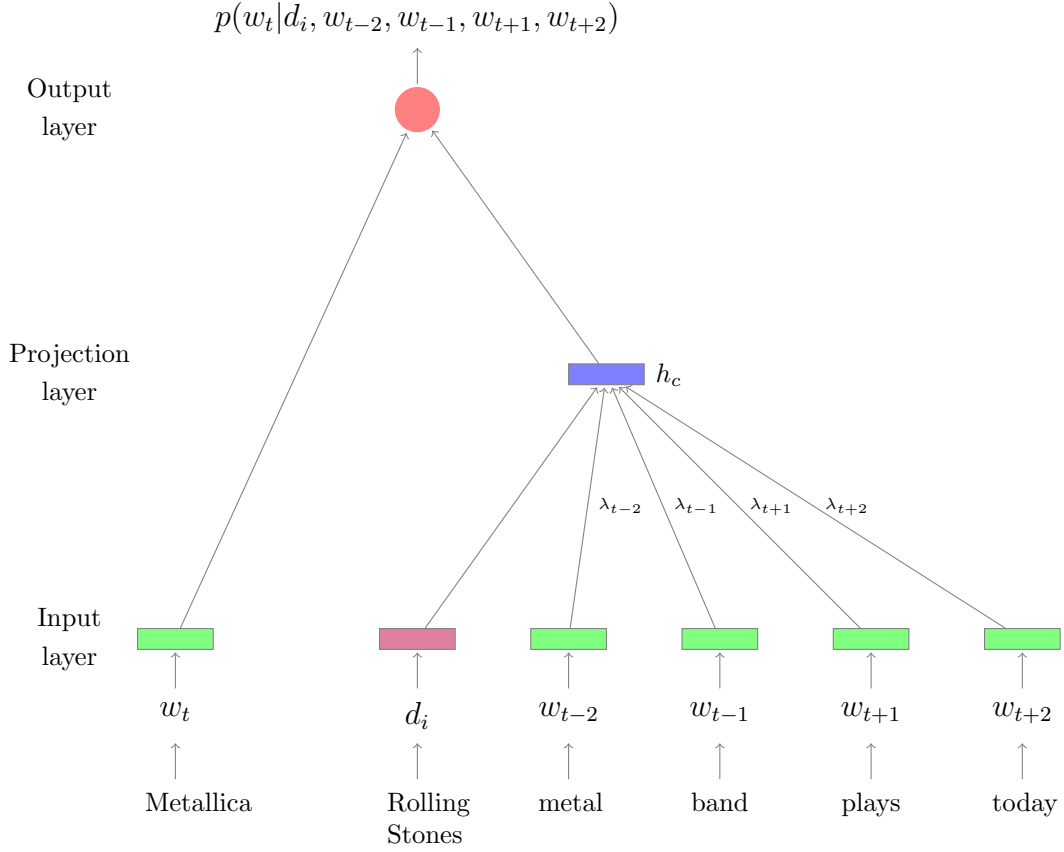 p(w_t|d_i, w_{t−2}, w_{t−1}, w_{t+1}, w_{t+2})
Output
layer
Projection
layer
h_c
λ_{t−2} λ_{t−1} λ_{t+1} λ_{t+2}
Input
layer
w_t d_i w_{t−2} w_{t−1} w_{t+1} w_{t+2}
Metallica Rolling metal band plays today
Stones